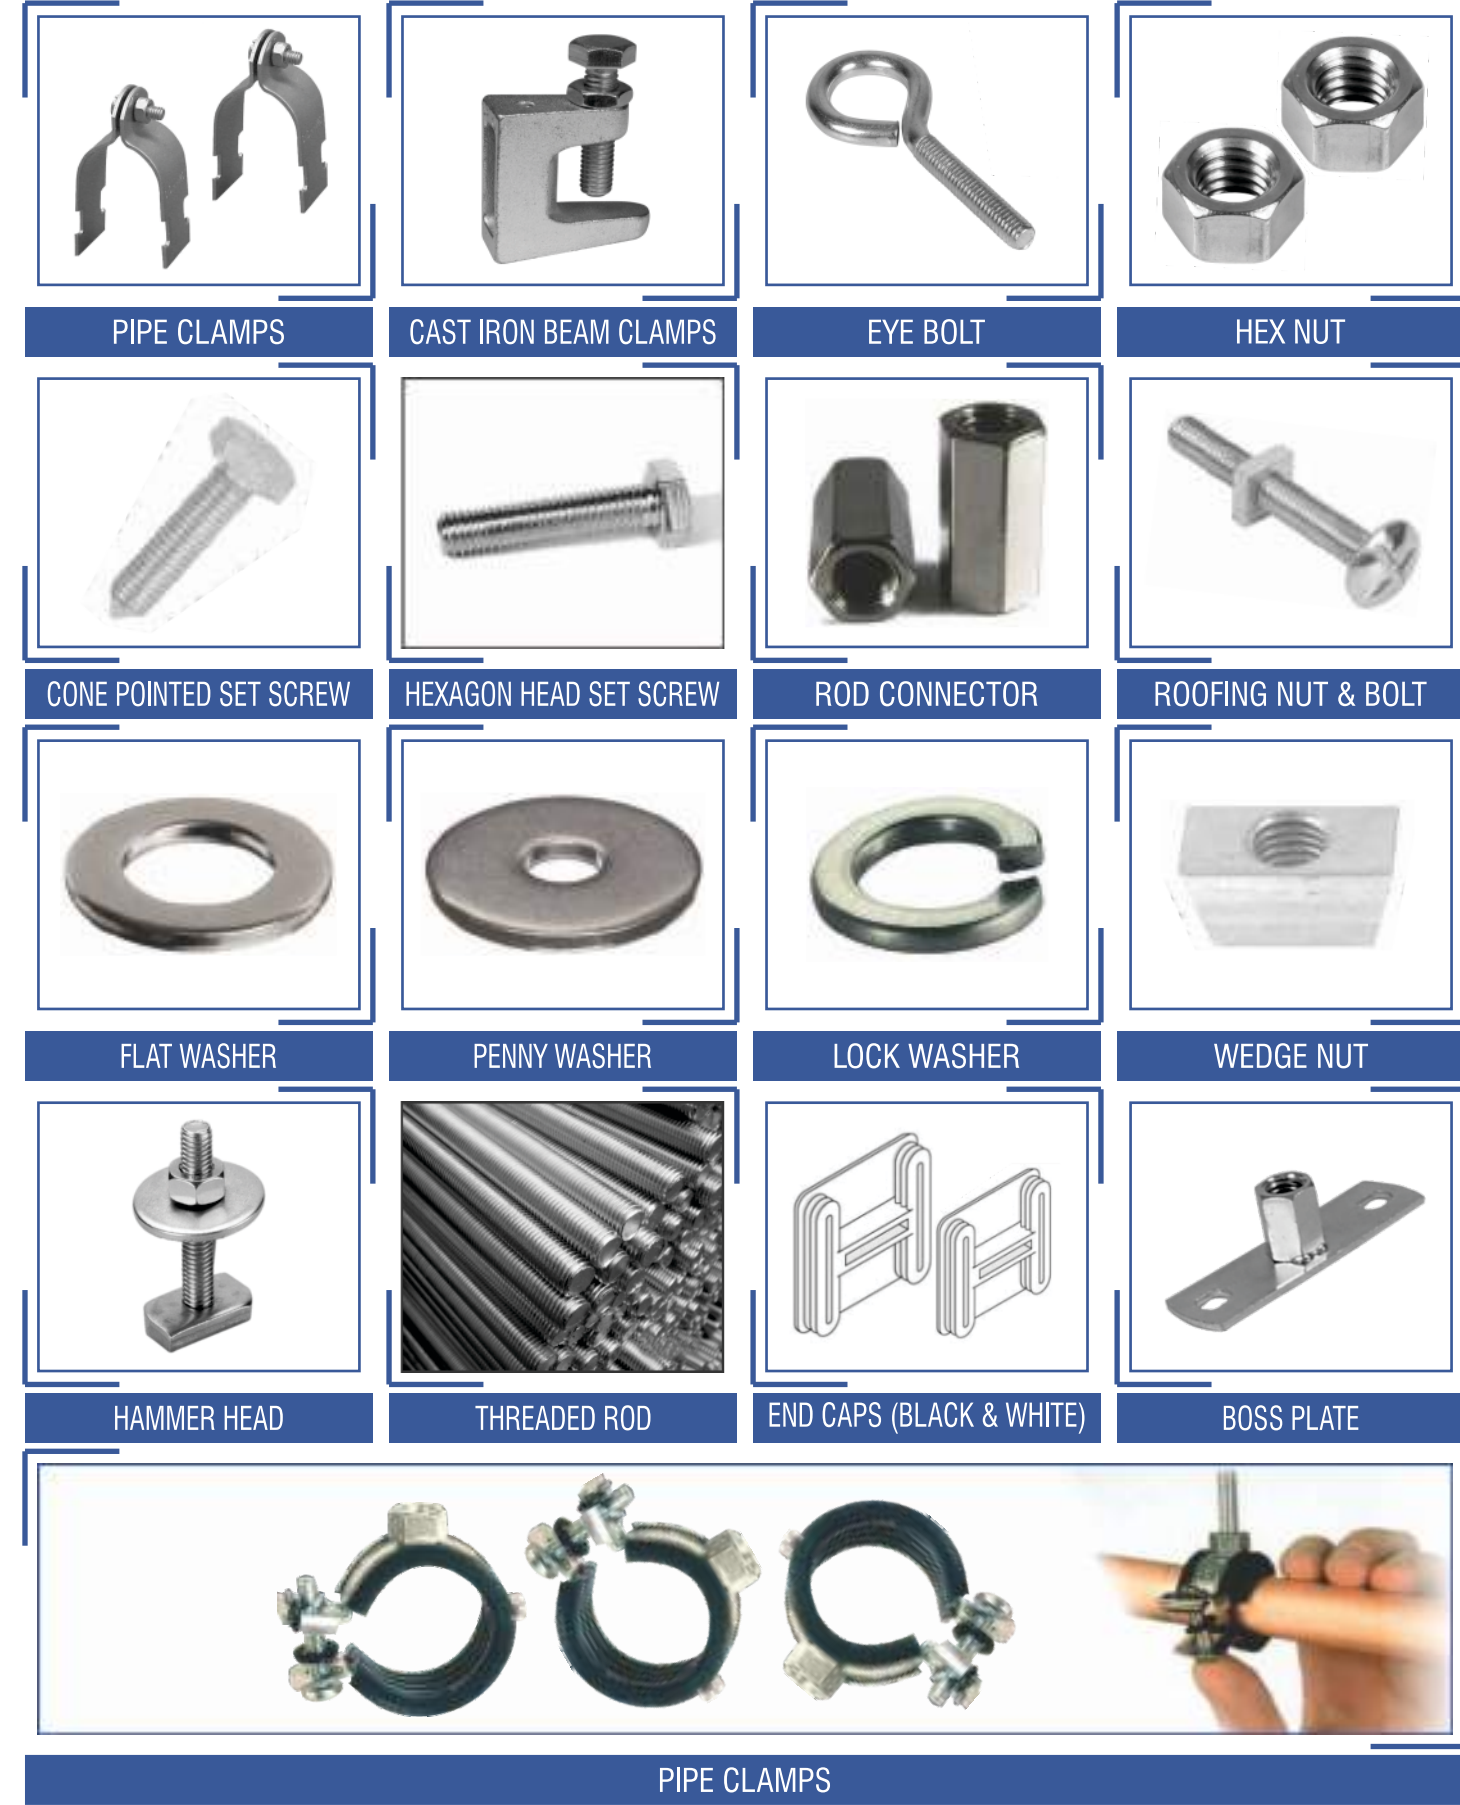 PIPE CLAMPS
CAST IRON BEAM CLAMPS
EYE BOLT
HEX NUT
CONE POINTED SET SCREW
HEXAGON HEAD SET SCREW
ROD CONNECTOR
ROOFING NUT & BOLT
FLAT WASHER
PENNY WASHER
LOCK WASHER
WEDGE NUT
HAMMER HEAD
THREADED ROD
END CAPS (BLACK & WHITE)
BOSS PLATE
PIPE CLAMPS